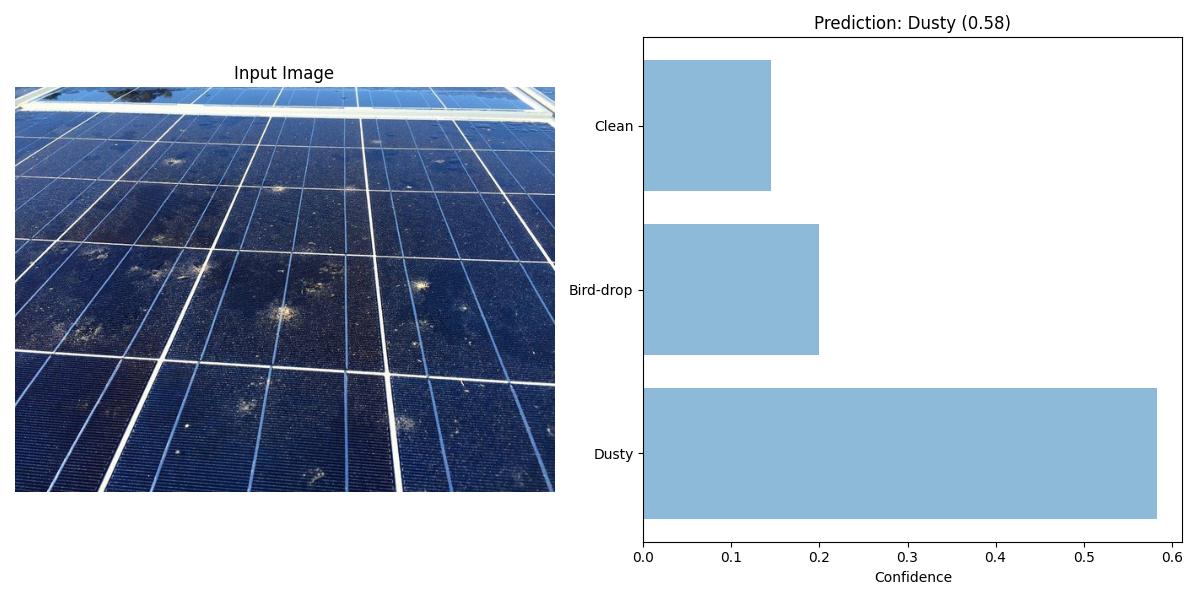 Input Image
Prediction: Dusty (0.58)
Clean
Bird-drop
Dusty
0.0 0.1 0.2 0.3 0.4 0.5 0.6
Confidence